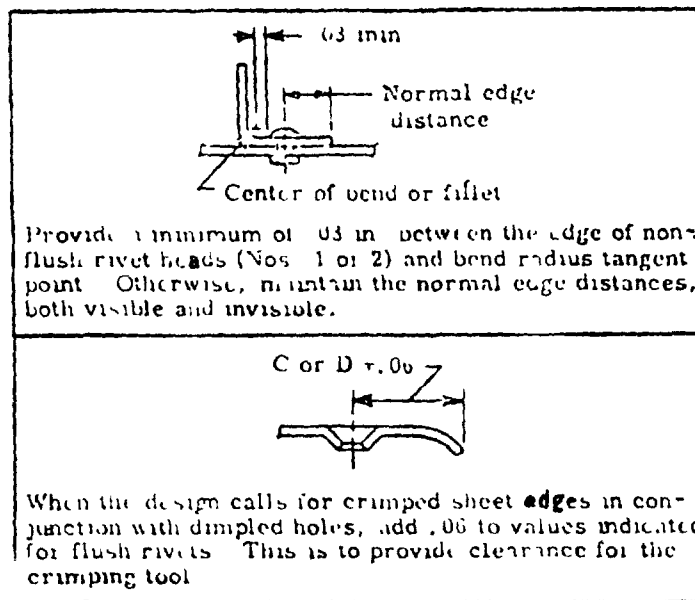 .03 min
Normal edge
distance
Center of bend or fillet
Provide a minimum of .03 in. between the edge of non-
flush rivet heads (Nos. 1 or 2) and bend radius tangent
point. Otherwise, maintain the normal edge distances,
both visible and invisible.
C or D +.06
When the design calls for crimped sheet edges in con-
junction with dimpled holes, add .06 to values indicated
for flush rivets. This is to provide clearance for the
crimping tool